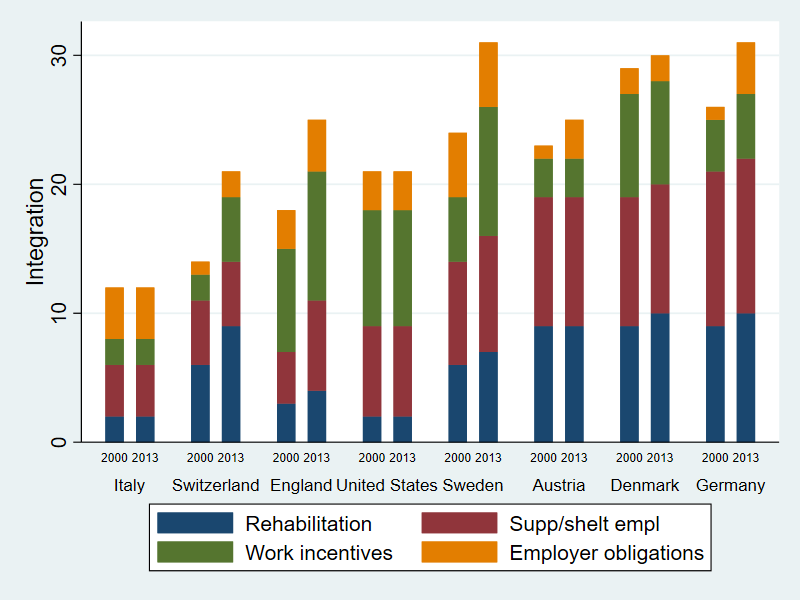 30
20
10
0
Integration
2000 2013 2000 2013 2000 2013 2000 2013 2000 2013 2000 2013 2000 2013 2000 2013
Italy Switzerland England United States Sweden Austria Denmark Germany
Rehabilitation Supp/shelt empl
Work incentives Employer obligations